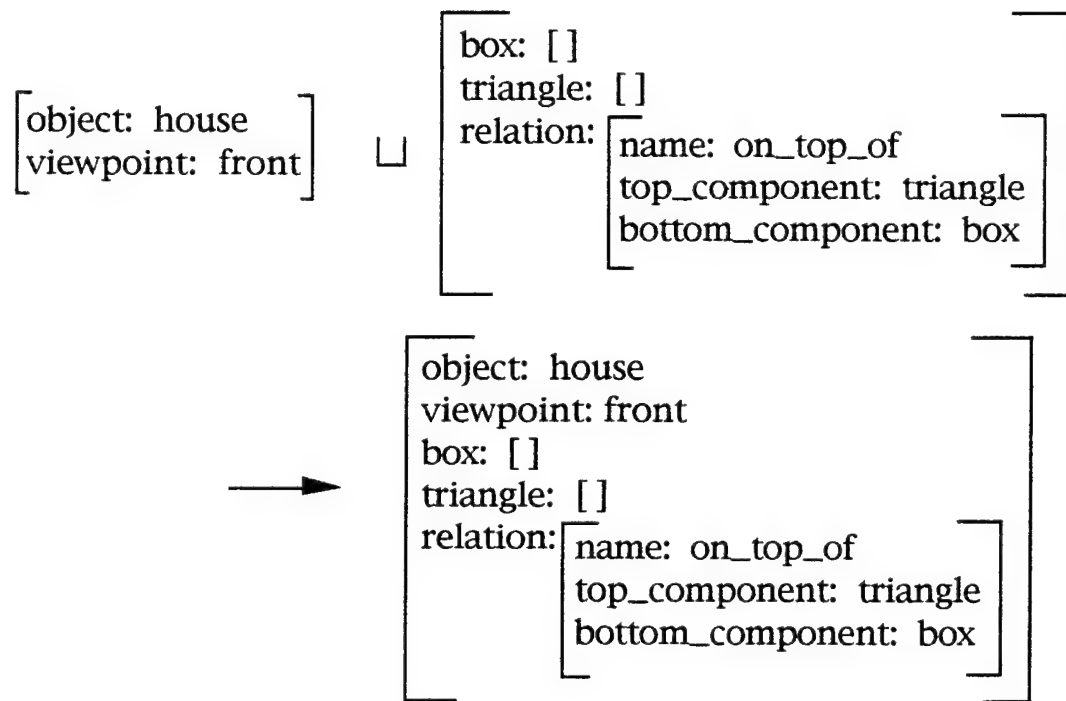 object: house
viewpoint: front
⊔
box: [ ]
triangle: [ ]
relation:
name: on_top_of
top_component: triangle
bottom_component: box
object: house
viewpoint: front
box: [ ]
triangle: [ ]
relation:
name: on_top_of
top_component: triangle
bottom_component: box